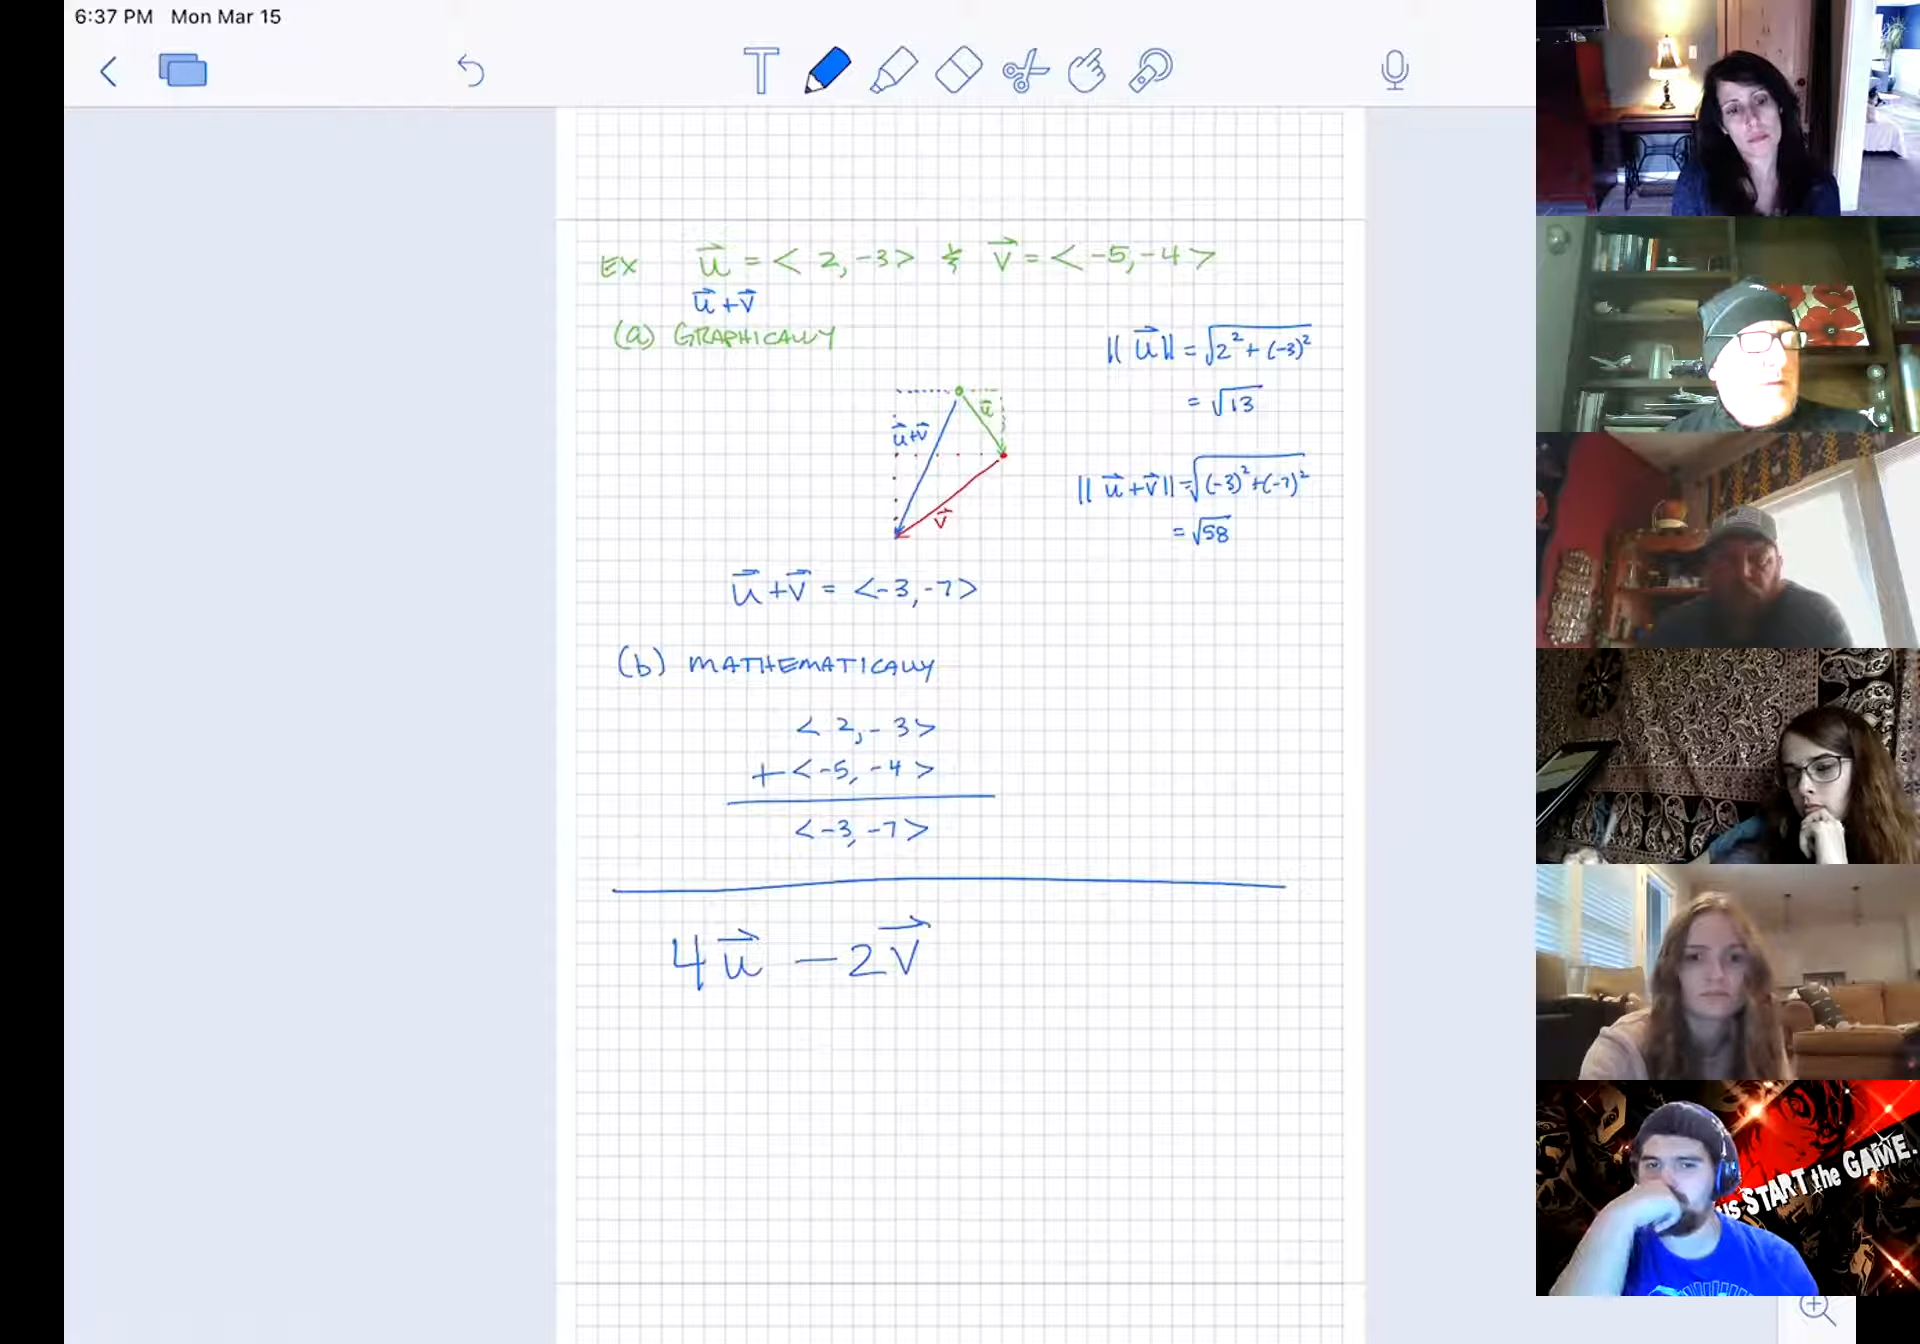 6:37 PM Mon Mar 15
T
EX u⃗ = < 2, -3 > & v⃗ = < -5, -4 >
u⃗ + v⃗
(a) GRAPHICALLY
|| u⃗ || = √2² + (-3)²
= √13
u⃗
u⃗+v⃗
v⃗
|| u⃗ + v⃗ || = √(-3)² + (-7)²
= √58
u⃗ + v⃗ = <-3, -7>
(b) MATHEMATICALLY
< 2, -3 >
+ < -5, -4 >
< -3, -7 >
4u⃗ - 2v⃗
START the GAME.